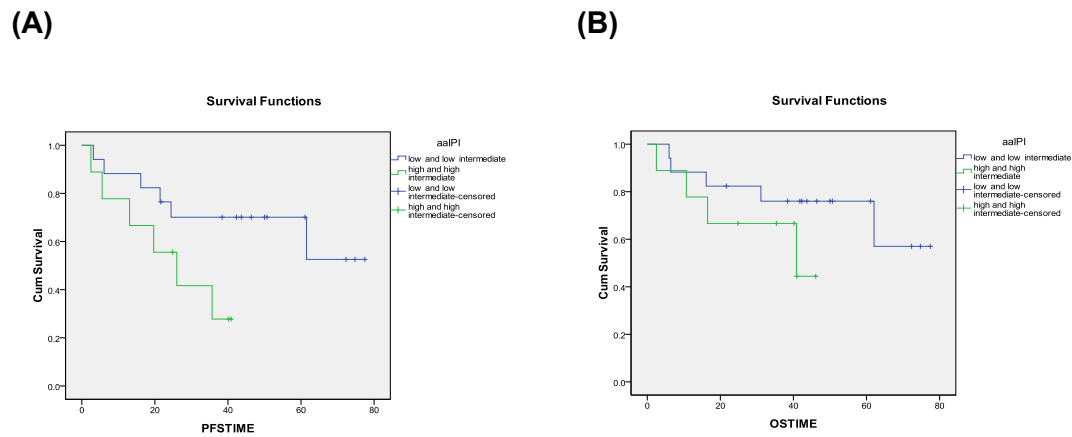 (A)
Survival Functions
Cum Survival
1.0
0.8
0.6
0.4
0.2
0.0
0
20
40
60
80
PFSTIME
aaIPI
low and low intermediate
high and high
intermediate
low and low
intermediate-censored
high and high
intermediate-censored
(B)
Survival Functions
Cum Survival
1.0
0.8
0.6
0.4
0.2
0.0
0
20
40
60
80
OSTIME
aaIPI
low and low intermediate
high and high
intermediate
low and low
intermediate-censored
high and high
intermediate-censored